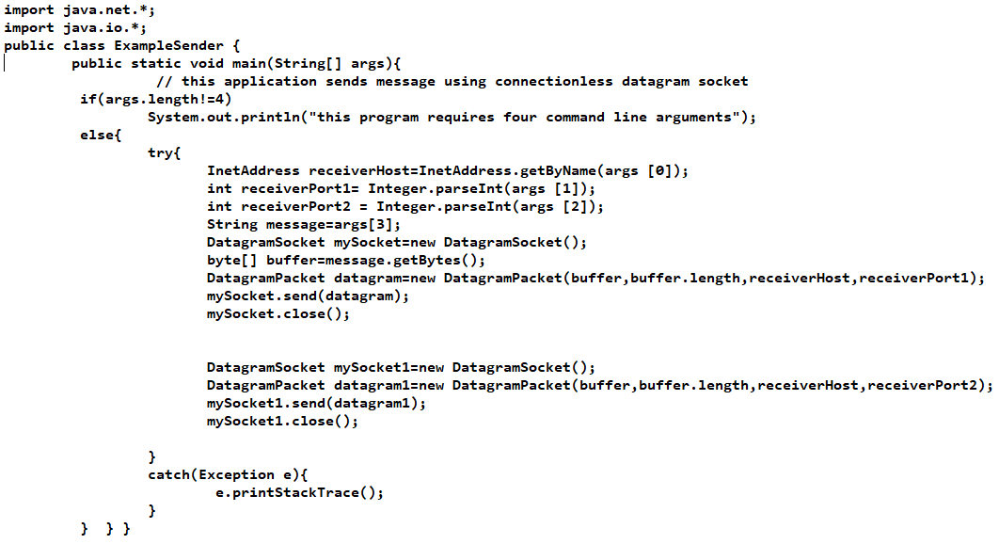 import java.net.*;
import java.io.*;
public class ExampleSender {
public static void main(String[] args){
// this application sends message using connectionless datagram socket
if(args.length!=4)
System.out.println("this program requires four command line arguments");
else{
try{
InetAddress receiverHost=InetAddress.getByName(args [0]);
int receiverPort1= Integer.parseInt(args [1]);
int receiverPort2 = Integer.parseInt(args [2]);
String message=args[3];
DatagramSocket mySocket=new DatagramSocket();
byte[] buffer=message.getBytes();
DatagramPacket datagram=new DatagramPacket(buffer,buffer.length,receiverHost,receiverPort1);
mySocket.send(datagram);
mySocket.close();
DatagramSocket mySocket1=new DatagramSocket();
DatagramPacket datagram1=new DatagramPacket(buffer,buffer.length,receiverHost,receiverPort2);
mySocket1.send(datagram1);
mySocket1.close();
}
catch(Exception e){
e.printStackTrace();
}
} } }